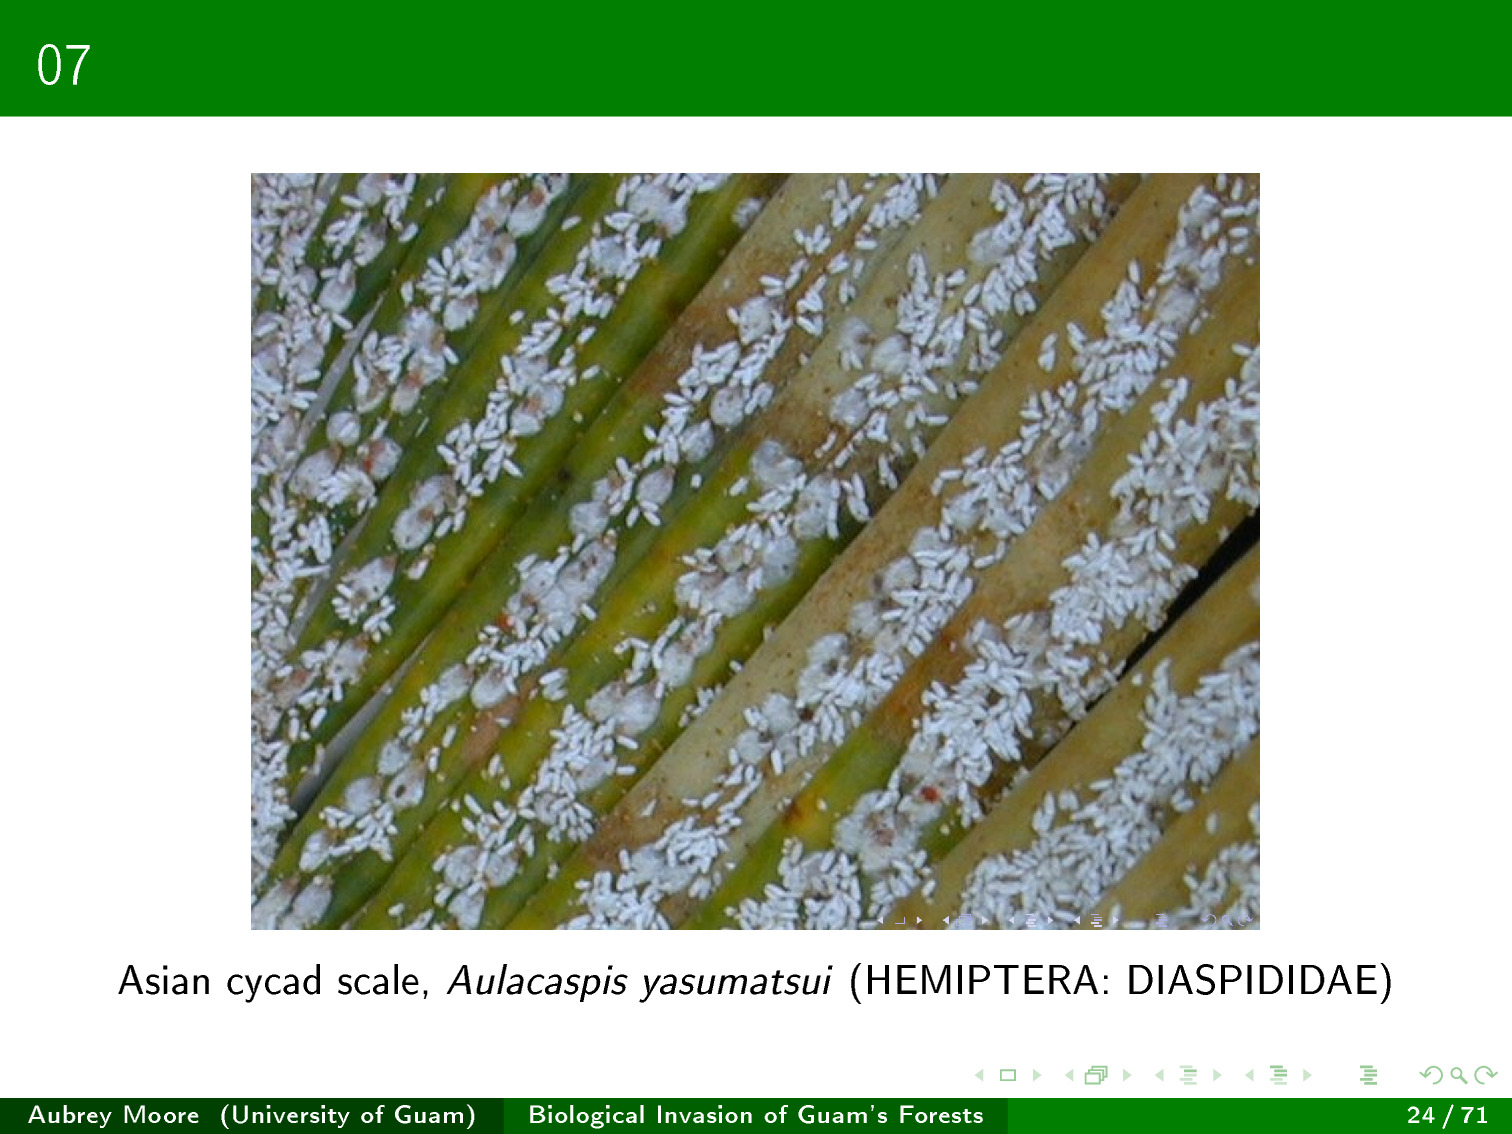 07
Asian cycad scale, Aulacaspis yasumatsui (HEMIPTERA: DIASPIDIDAE)
Aubrey Moore (University of Guam) Biological Invasion of Guam's Forests 24 / 71